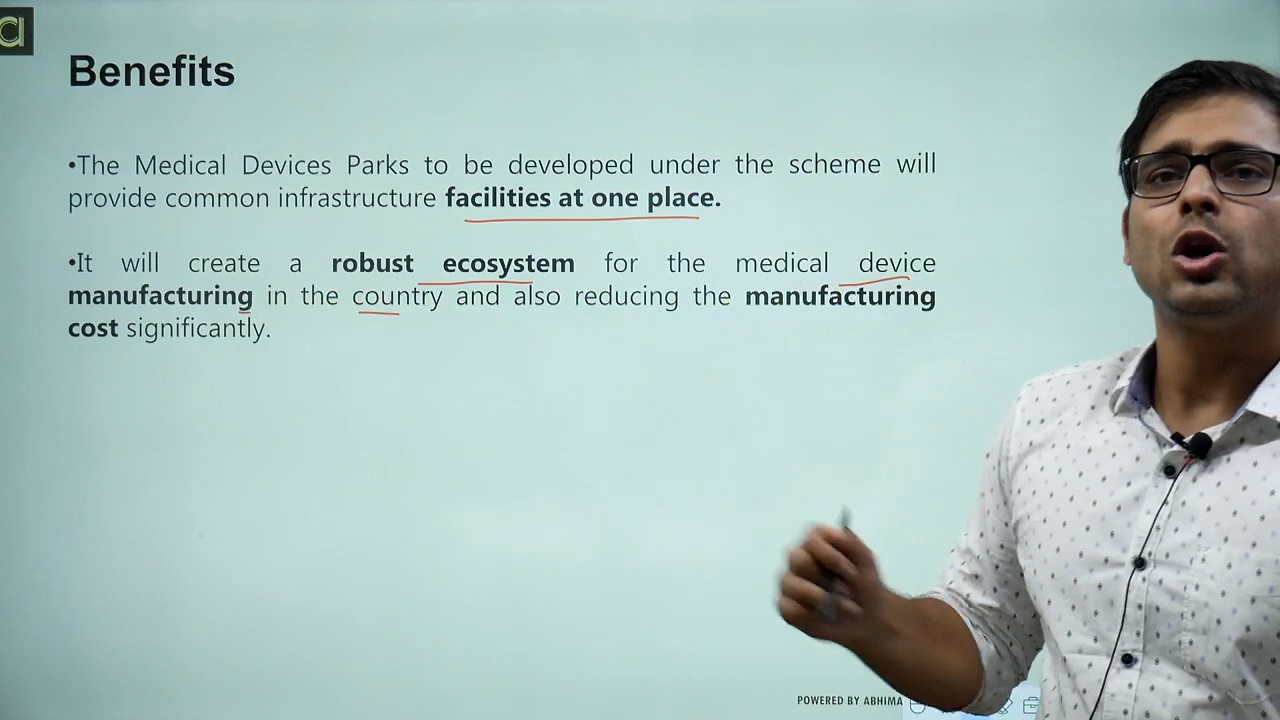 Benefits
•The Medical Devices Parks to be developed under the scheme will
provide common infrastructure facilities at one place.
•It will create a robust ecosystem for the medical device
manufacturing in the country and also reducing the manufacturing
cost significantly.
POWERED BY ABHIMA